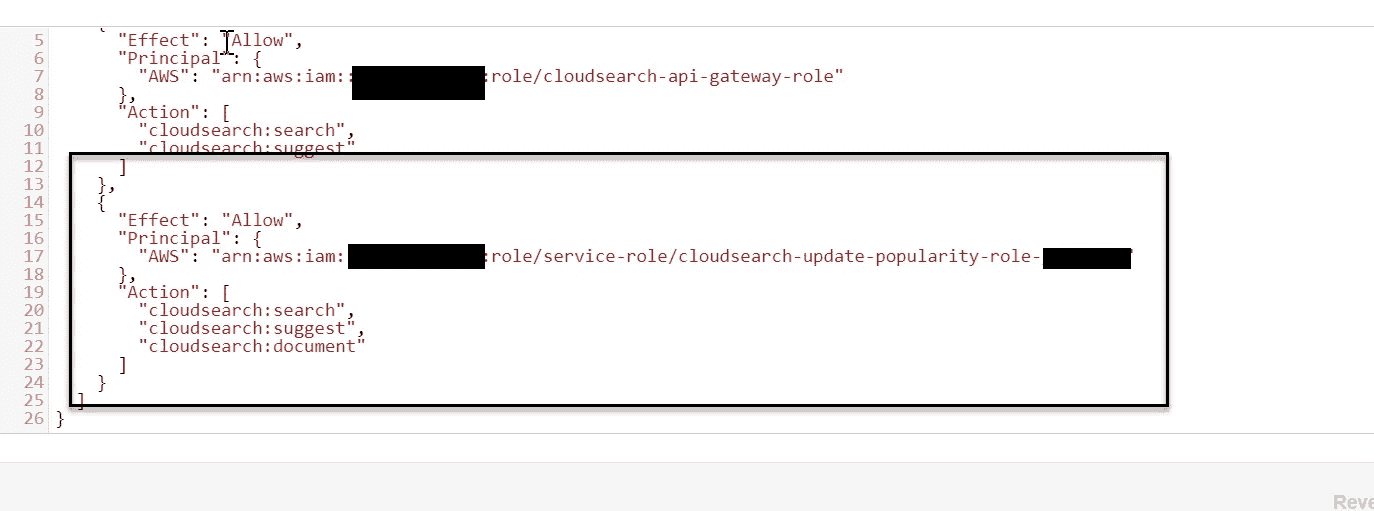 5 "Effect": "Allow",
6 "Principal": {
7 "AWS": "arn:aws:iam:: :role/cloudsearch-api-gateway-role"
8 },
9 "Action": [
10 "cloudsearch:search",
11 "cloudsearch:suggest"
12 ]
13 },
14 {
15 "Effect": "Allow",
16 "Principal": {
17 "AWS": "arn:aws:iam: :role/service-role/cloudsearch-update-popularity-role- "
18 },
19 "Action": [
20 "cloudsearch:search",
21 "cloudsearch:suggest",
22 "cloudsearch:document"
23 ]
24 }
25 ]
26 }
Reve